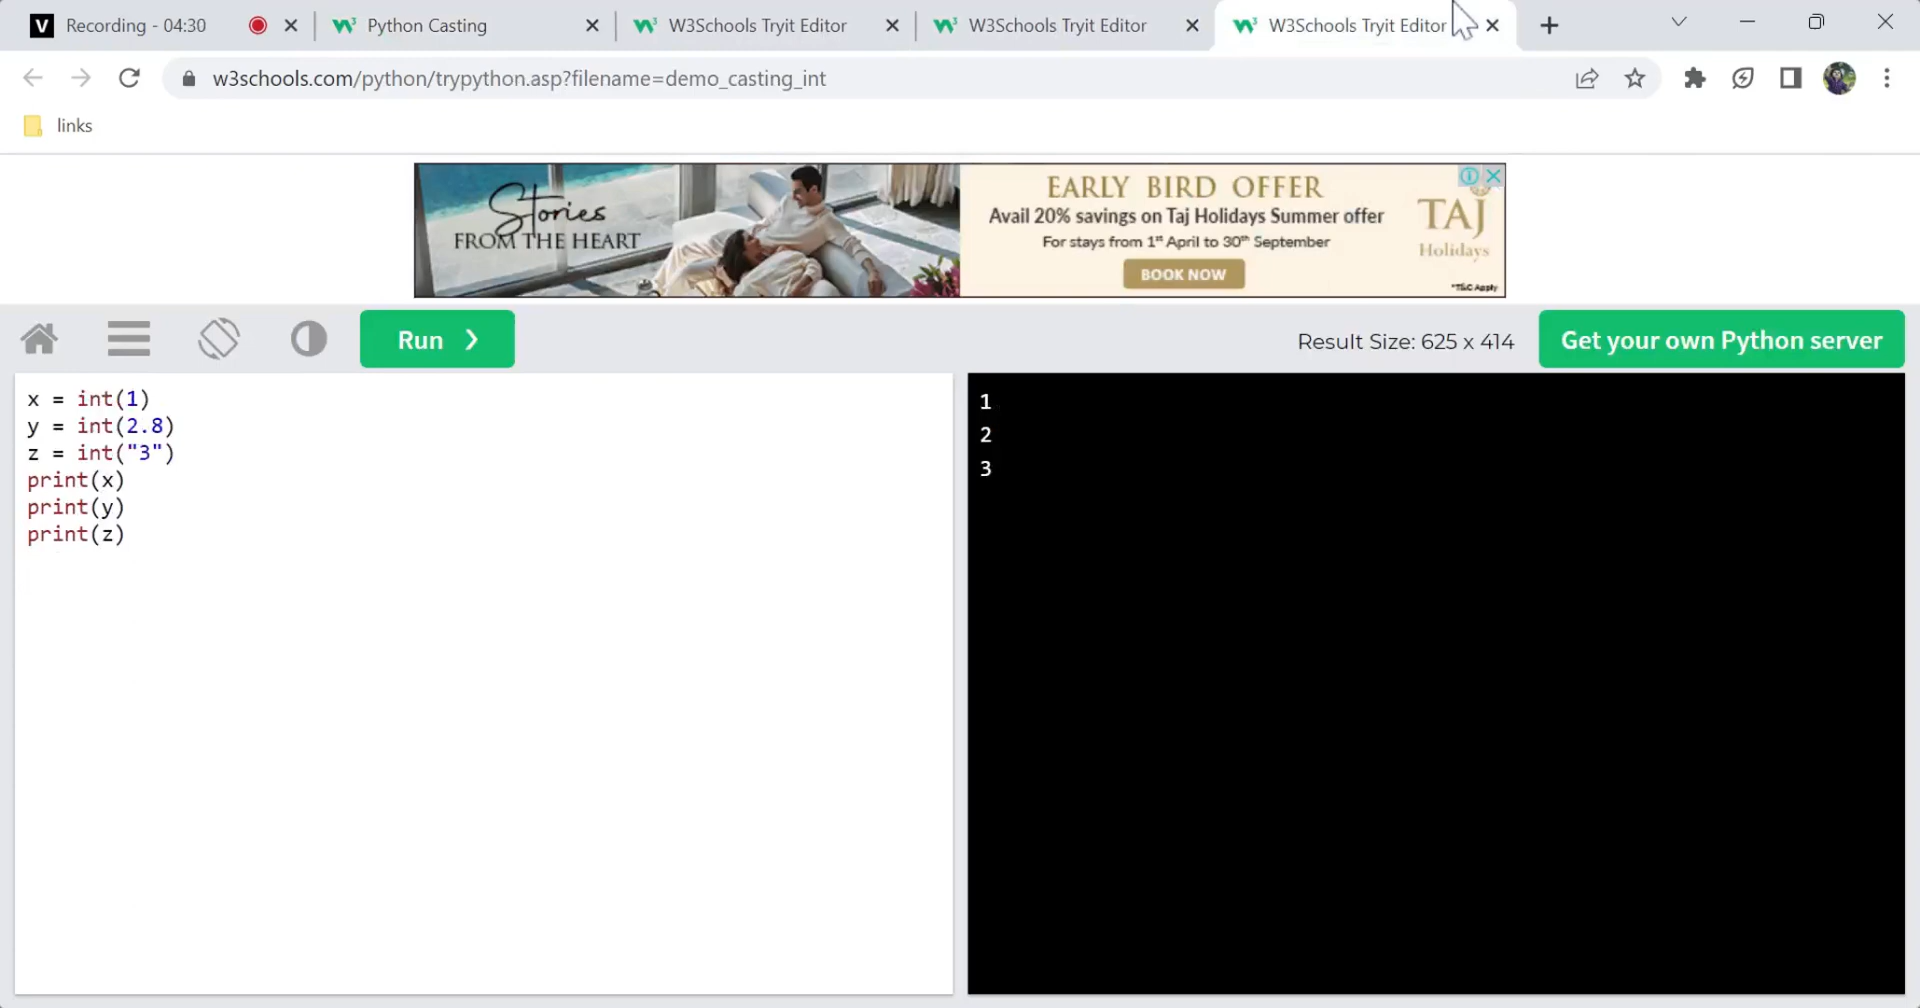 Recording - 04:30
Python Casting
W3Schools Tryit Editor
W3Schools Tryit Editor
W3Schools Tryit Editor
w3schools.com/python/trypython.asp?filename=demo_casting_int
links
Stories
FROM THE HEART
EARLY BIRD OFFER
Avail 20% savings on Taj Holidays Summer offer
For stays from 1st April to 30th September
BOOK NOW
TAJ
Holidays
*T&C Apply
Run ❯
Result Size: 625 x 414
Get your own Python server
x = int(1)
y = int(2.8)
z = int("3")
print(x)
print(y)
print(z)
1
2
3